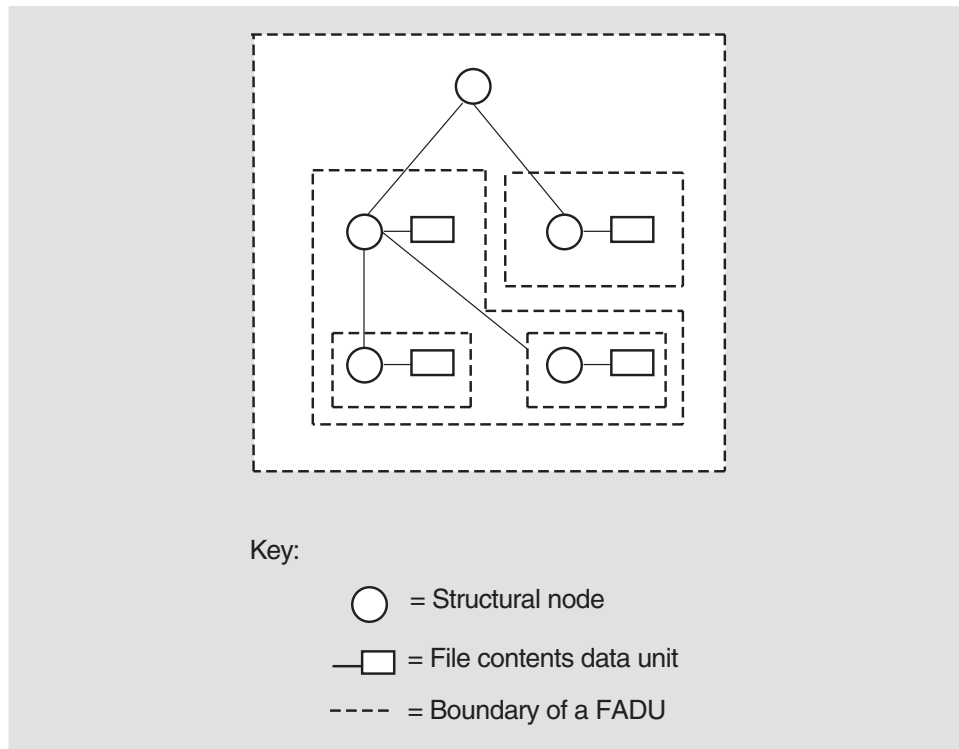 Key:
= Structural node
= File contents data unit
= Boundary of a FADU